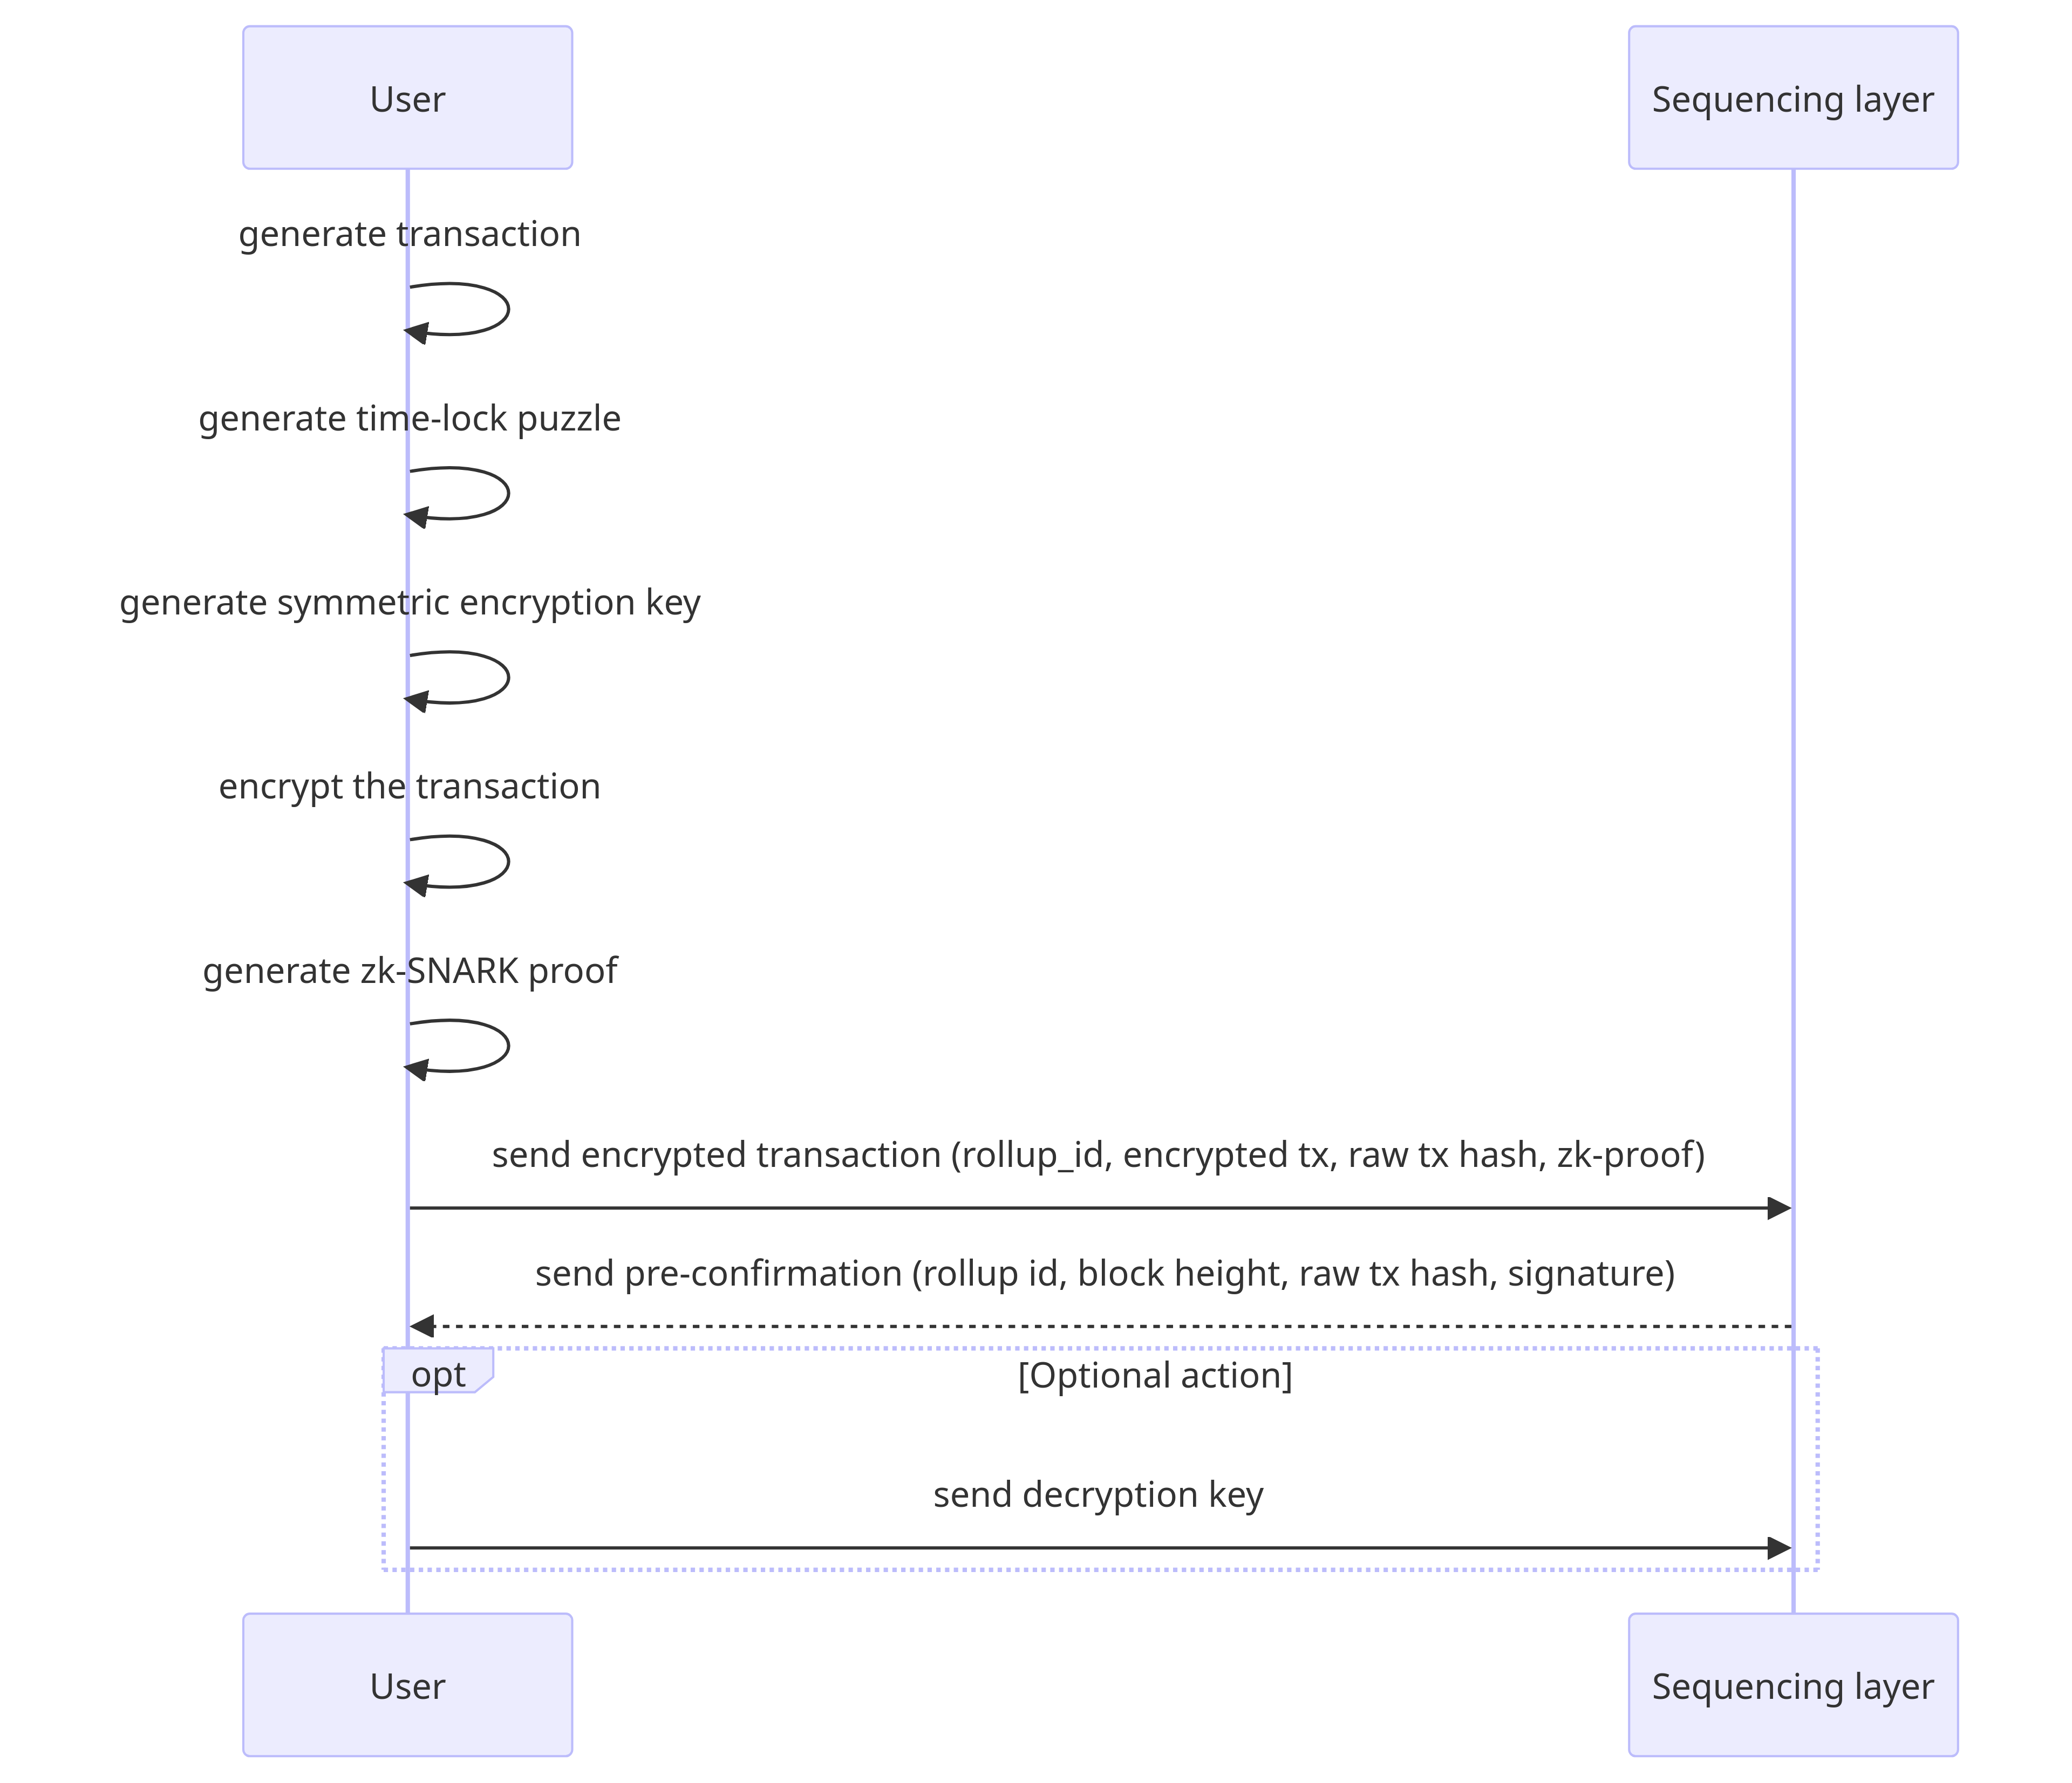 User
Sequencing layer
generate transaction
generate time-lock puzzle
generate symmetric encryption key
encrypt the transaction
generate zk-SNARK proof
send encrypted transaction (rollup_id, encrypted tx, raw tx hash, zk-proof)
send pre-confirmation (rollup id, block height, raw tx hash, signature)
opt
[Optional action]
send decryption key
User
Sequencing layer